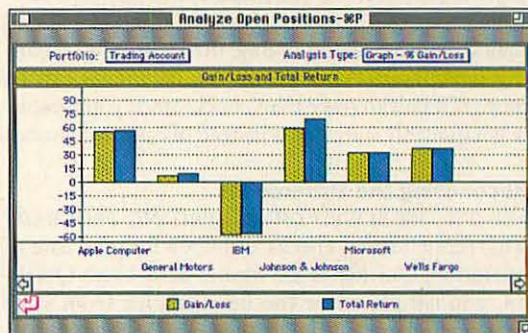 Analyze Open Positions-⌘P
Portfolio: Trading Account Analysis Type: Graph - % Gain/Loss
Gain/Loss and Total Return
90
75
60
45
30
15
0
-15
-30
-45
-60
Apple Computer IBM Microsoft
General Motors Johnson & Johnson Wells Fargo
Gain/Loss Total Return